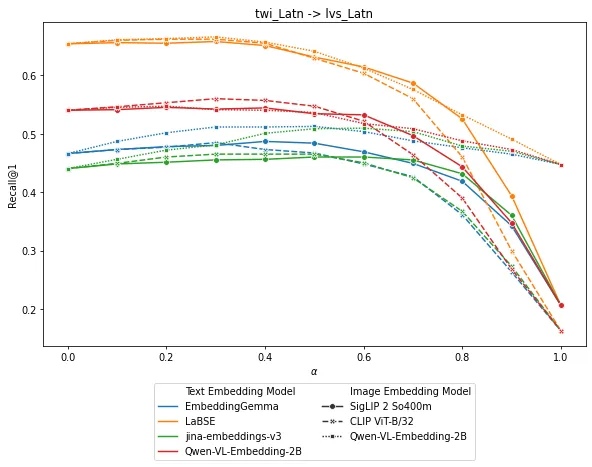 twi_Latn -> lvs_Latn
Recall@1
0.6
0.5
0.4
0.3
0.2
0.0 0.2 0.4 0.6 0.8 1.0
α
Text Embedding Model Image Embedding Model
EmbeddingGemma SigLIP 2 So400m
LaBSE CLIP ViT-B/32
jina-embeddings-v3 Qwen-VL-Embedding-2B
Qwen-VL-Embedding-2B